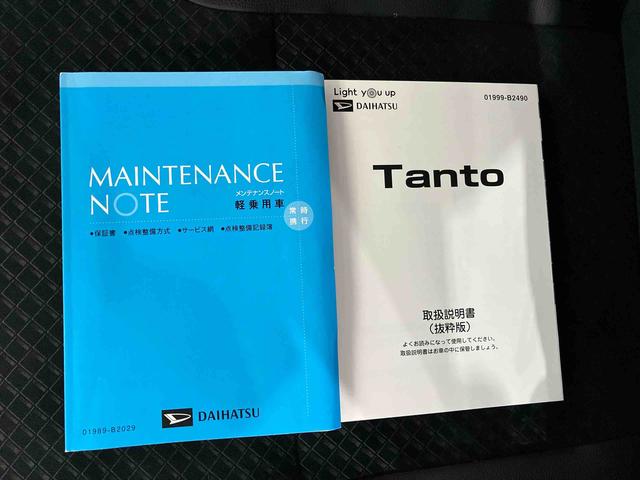 MAINTENANCE
NOTE
メンテナンスノート
軽乗用車
常時
携行
●保証書 ●点検整備方式 ●サービス網 ●点検整備記録簿
01989-B2029
DAIHATSU
Light you up
DAIHATSU
01999-B2490
Tanto
取扱説明書
(抜粋版)
よくお読みになって使用してください。
取扱説明書はお車の中に保管しましょう。